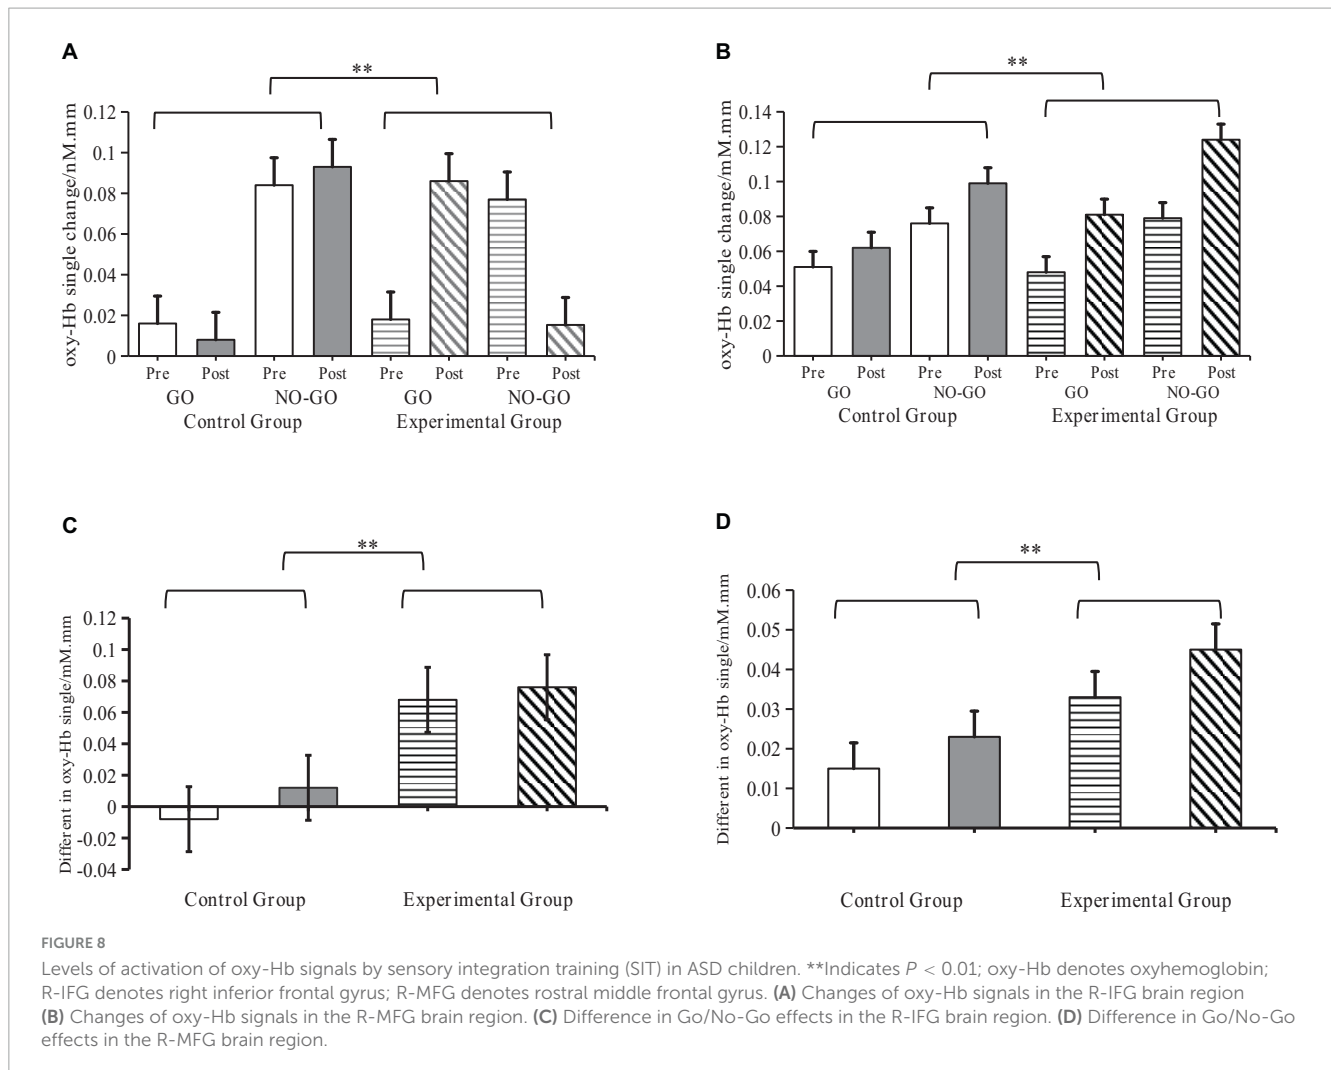 A
**
oxy-Hb single change/nM.mm
0.12
0.1
0.08
0.06
0.04
0.02
0
Pre Post Pre Post Pre Post Pre Post
GO NO-GO GO NO-GO
Control Group Experimental Group
B
**
oxy-Hb single change/mM.mm
0.14
0.12
0.1
0.08
0.06
0.04
0.02
0
Pre Post Pre Post Pre Post Pre Post
GO NO-GO GO NO-GO
Control Group Experimental Group
C
**
Different in oxy-Hb single/mM.mm
0.12
0.1
0.08
0.06
0.04
0.02
0
-0.02
-0.04
Control Group Experimental Group
D
**
Different in oxy-Hb single/mM.mm
0.06
0.05
0.04
0.03
0.02
0.01
0
Control Group Experimental Group
FIGURE 8
Levels of activation of oxy-Hb signals by sensory integration training (SIT) in ASD children. **Indicates P < 0.01; oxy-Hb denotes oxyhemoglobin;
R-IFG denotes right inferior frontal gyrus; R-MFG denotes rostral middle frontal gyrus. (A) Changes of oxy-Hb signals in the R-IFG brain region
(B) Changes of oxy-Hb signals in the R-MFG brain region. (C) Difference in Go/No-Go effects in the R-IFG brain region. (D) Difference in Go/No-Go
effects in the R-MFG brain region.